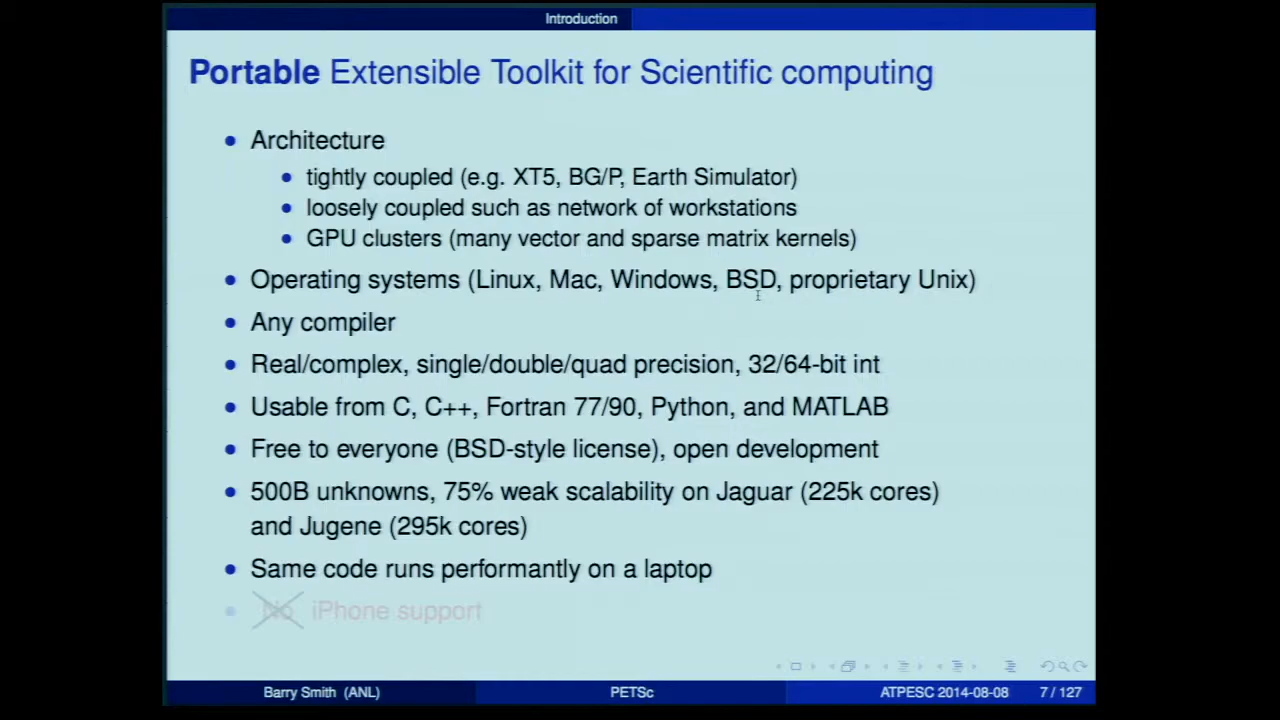 Introduction
Portable Extensible Toolkit for Scientific computing
Architecture
tightly coupled (e.g. XT5, BG/P, Earth Simulator)
loosely coupled such as network of workstations
GPU clusters (many vector and sparse matrix kernels)
Operating systems (Linux, Mac, Windows, BSD, proprietary Unix)
Any compiler
Real/complex, single/double/quad precision, 32/64-bit int
Usable from C, C++, Fortran 77/90, Python, and MATLAB
Free to everyone (BSD-style license), open development
500B unknowns, 75% weak scalability on Jaguar (225k cores)
and Jugene (295k cores)
Same code runs performantly on a laptop
No iPhone support
Barry Smith (ANL) PETSc ATPESC 2014-08-08 7 / 127